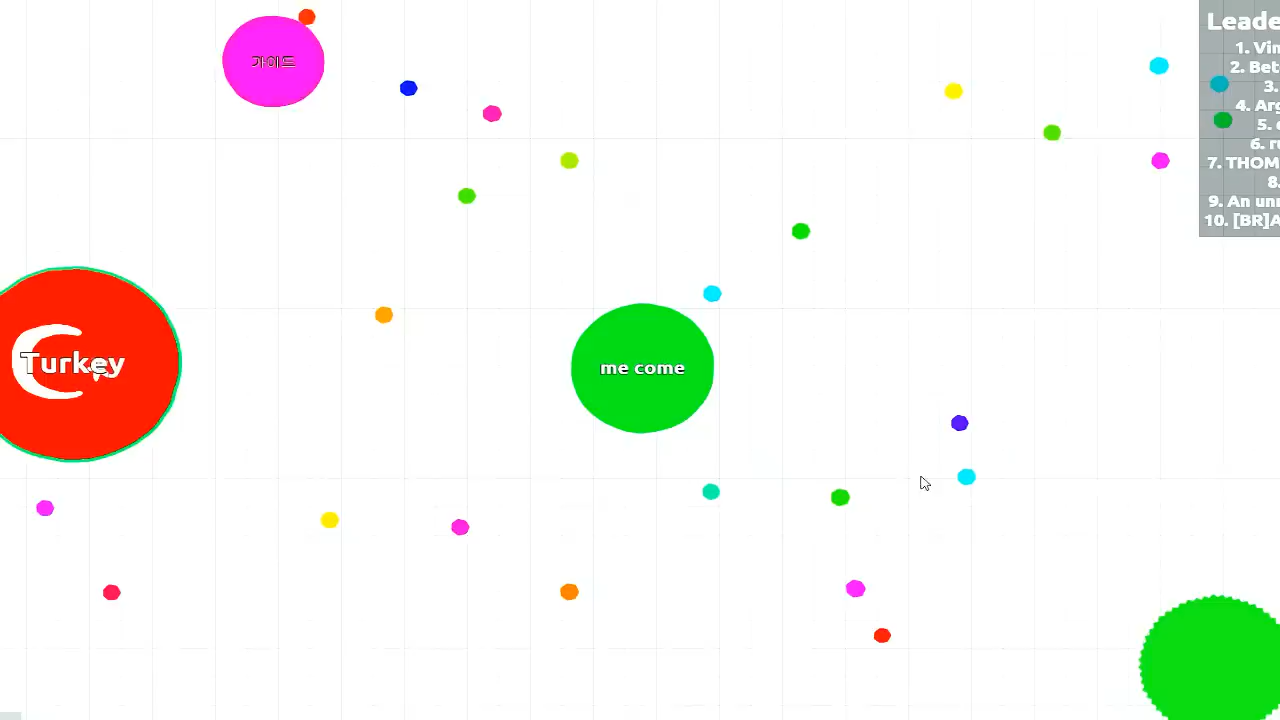 가이드
Turkey
me come
Leade
1. Vin
2. Bet
3.
4. Arg
5.
6. r
7. THOM
8.
9. An un
10. [BR]A